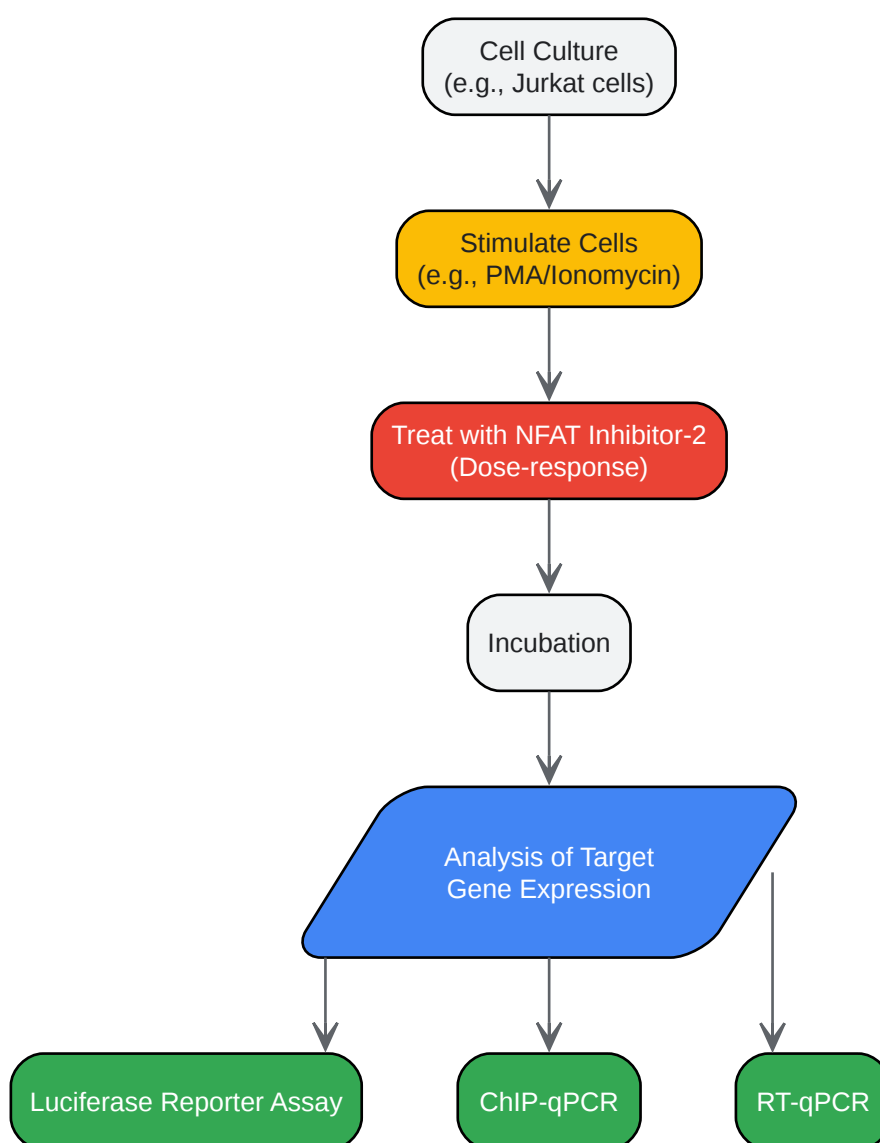 Cell Culture
(e.g., Jurkat cells)
Stimulate Cells
(e.g., PMA/Ionomycin)
Treat with NFAT Inhibitor-2
(Dose-response)
Incubation
Analysis of Target
Gene Expression
Luciferase Reporter Assay
ChIP-qPCR
RT-qPCR